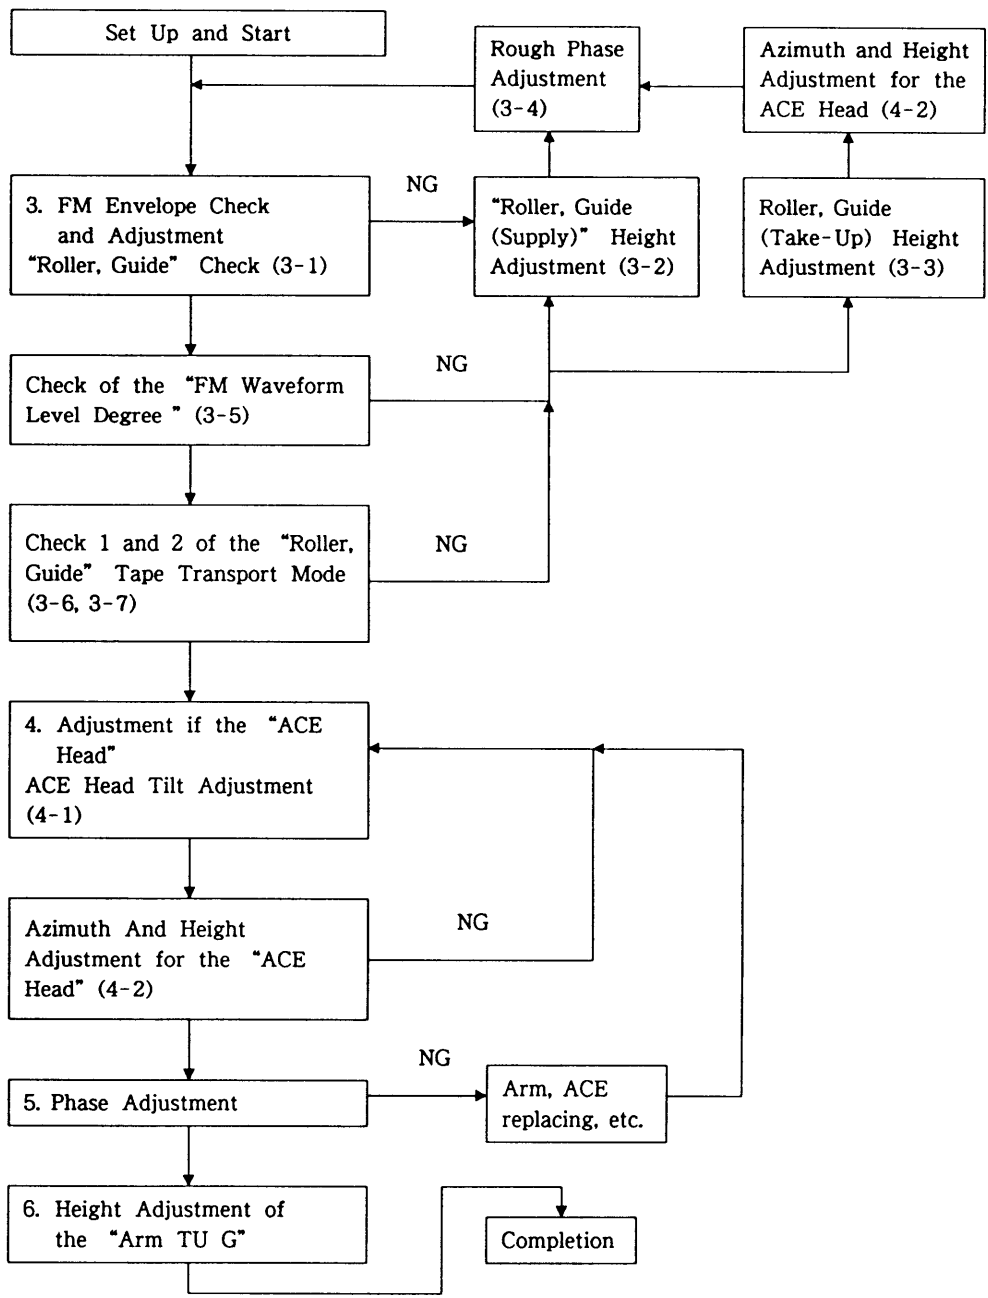 Set Up and Start
Rough Phase
Adjustment
(3-4)
Azimuth and Height
Adjustment for the
ACE Head (4-2)
NG
3. FM Envelope Check
and Adjustment
“Roller, Guide” Check (3-1)
“Roller, Guide
(Supply)” Height
Adjustment (3-2)
Roller, Guide
(Take-Up) Height
Adjustment (3-3)
NG
Check of the “FM Waveform
Level Degree ” (3-5)
NG
Check 1 and 2 of the “Roller,
Guide” Tape Transport Mode
(3-6, 3-7)
4. Adjustment if the “ACE
Head”
ACE Head Tilt Adjustment
(4-1)
NG
Azimuth And Height
Adjustment for the “ACE
Head” (4-2)
NG
5. Phase Adjustment
Arm, ACE
replacing, etc.
6. Height Adjustment of
the “Arm TU G”
Completion